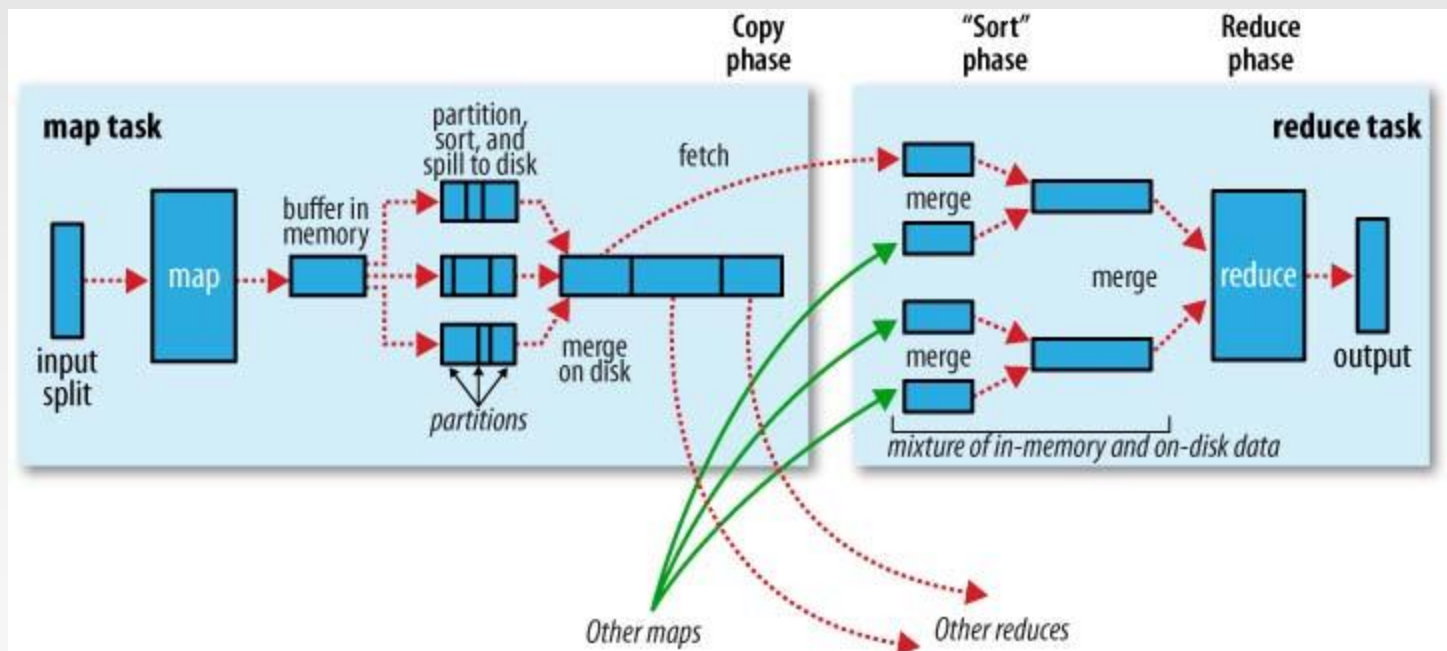 Copy
phase
“Sort”
phase
Reduce
phase
map task
partition,
sort, and
spill to disk
fetch
buffer in
memory
map
input
split
merge
on disk
partitions
reduce task
merge
merge
merge
reduce
output
mixture of in-memory and on-disk data
Other maps
Other reduces